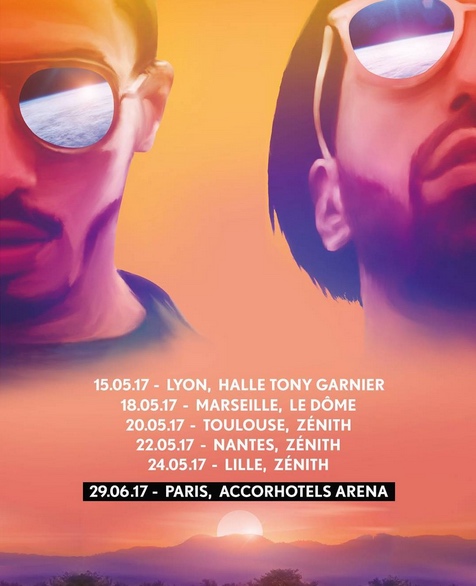 15.05.17 - LYON, HALLE TONY GARNIER
18.05.17 - MARSEILLE, LE DÔME
20.05.17 - TOULOUSE, ZÉNITH
22.05.17 - NANTES, ZÉNITH
24.05.17 - LILLE, ZÉNITH
29.06.17 - PARIS, ACCORHOTELS ARENA